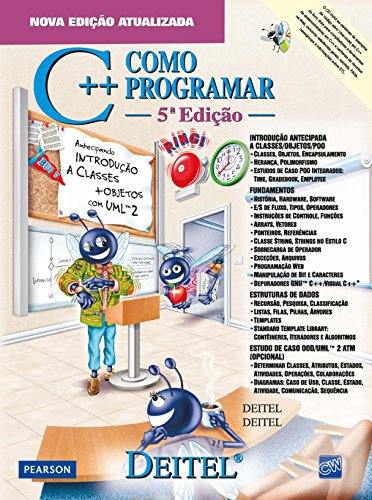 NOVA EDIÇÃO ATUALIZADA
C++ COMO
PROGRAMAR
5ª Edição
Antecipando
INTRODUÇÃO
A CLASSES
+OBJETOS
COM UML™ 2
RING!
INTRODUÇÃO ANTECIPADA
A CLASSES/OBJETOS/POO
• CLASSES, OBJETOS, ENCAPSULAMENTO
• HERANÇA, POLIMORFISMO
• ESTUDOS DE CASO POO INTEGRADOS:
TIME, GRADEBOOK, EMPLOYEE
FUNDAMENTOS
• HISTÓRIA, HARDWARE, SOFTWARE
• E/S DE FLUXO, TIPOS, OPERADORES
• INSTRUÇÕES DE CONTROLE, FUNÇÕES
• ARRAYS, VETORES
• PONTEIROS, REFERÊNCIAS
• CLASSE STRING, STRINGS NO ESTILO C
• SOBRECARGA DE OPERADOR
• EXCEÇÕES, ARQUIVOS
• PROGRAMAÇÃO WEB
• MANIPULAÇÃO DE BIT E CARACTERES
• DEPURADORES GNU™ C++/VISUAL C++®
ESTRUTURAS DE DADOS
• RECURSÃO, PESQUISA, CLASSIFICAÇÃO
• LISTAS, FILAS, PILHAS, ÁRVORES
• TEMPLATES
• STANDARD TEMPLATE LIBRARY:
CONTÊINERES, ITERADORES E ALGORITMOS
ESTUDO DE CASO OOD/UML™ 2 ATM
(OPCIONAL)
• DETERMINAR CLASSES, ATRIBUTOS, ESTADOS,
ATIVIDADES, OPERAÇÕES, COLABORAÇÕES
• DIAGRAMAS: CASO DE USO, CLASSE, ESTADO,
ATIVIDADE, COMUNICAÇÃO, SEQUÊNCIA
DEITEL
DEITEL
PEARSON
DEITEL®
CW